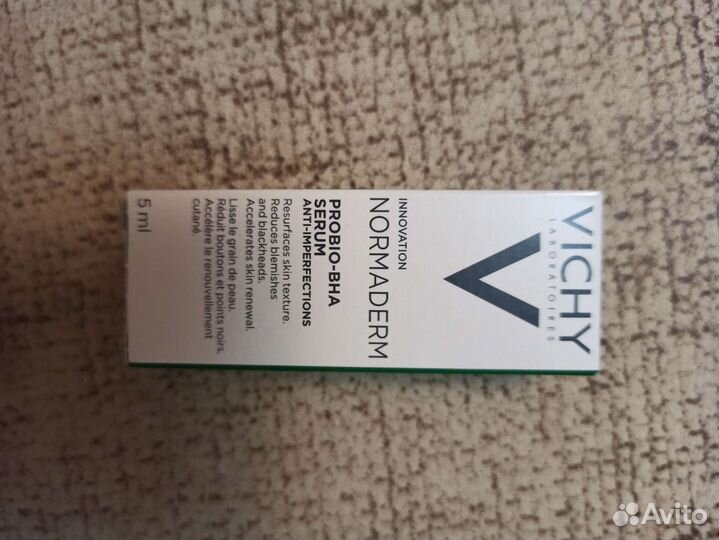 VICHY
LABORATOIRES
INNOVATION
NORMADERM
PROBIO-BHA
SERUM
ANTI-IMPERFECTIONS
Resurfaces skin texture.
Reduces blemishes
and blackheads.
Accelerates skin renewal.
Lisse le grain de peau.
Réduit boutons et points noirs.
Accélère le renouvellement
cutané.
5 ml
Avito